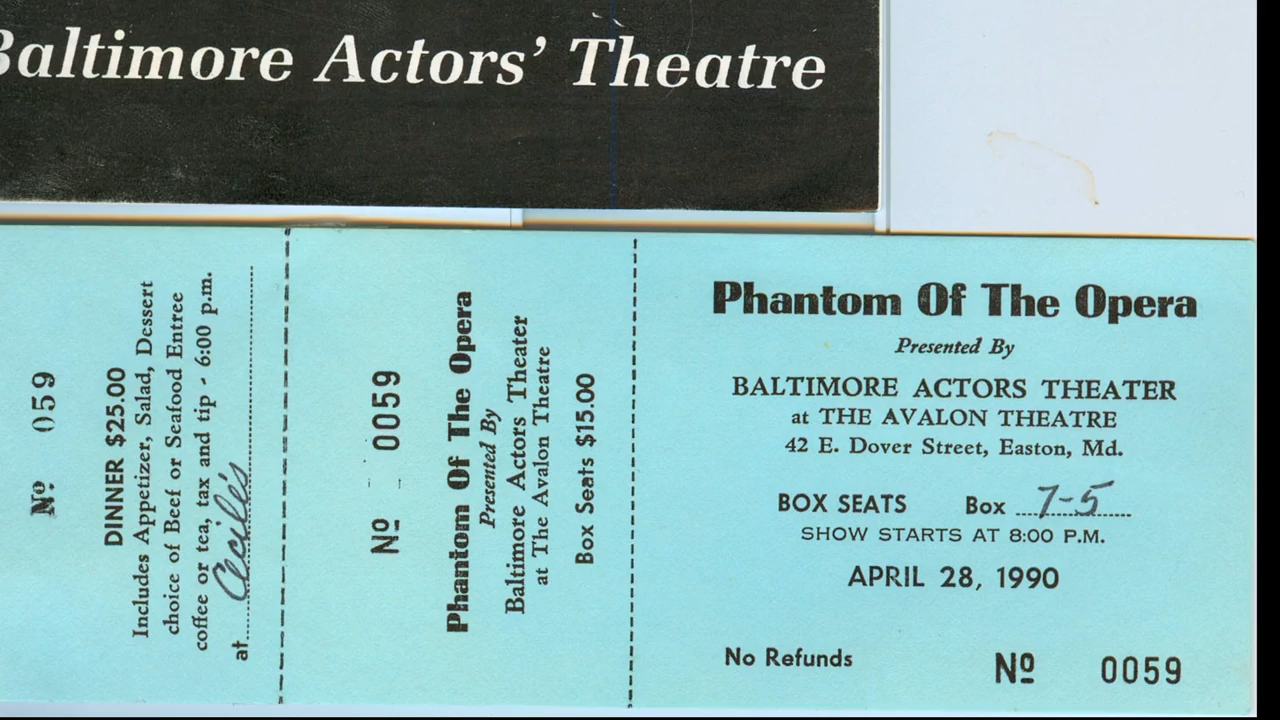 Baltimore Actors' Theatre
Nº 059
DINNER $25.00
Includes Appetizer, Salad, Dessert
choice of Beef or Seafood Entree
coffee or tea, tax and tip - 6:00 p.m.
at Cecile's
Nº 0059
Phantom Of The Opera
Presented By
Baltimore Actors Theater
at The Avalon Theatre
Box Seats $15.00
Phantom Of The Opera
Presented By
BALTIMORE ACTORS THEATER
at THE AVALON THEATRE
42 E. Dover Street, Easton, Md.
BOX SEATS Box 7-5
SHOW STARTS AT 8:00 P.M.
APRIL 28, 1990
No Refunds Nº 0059